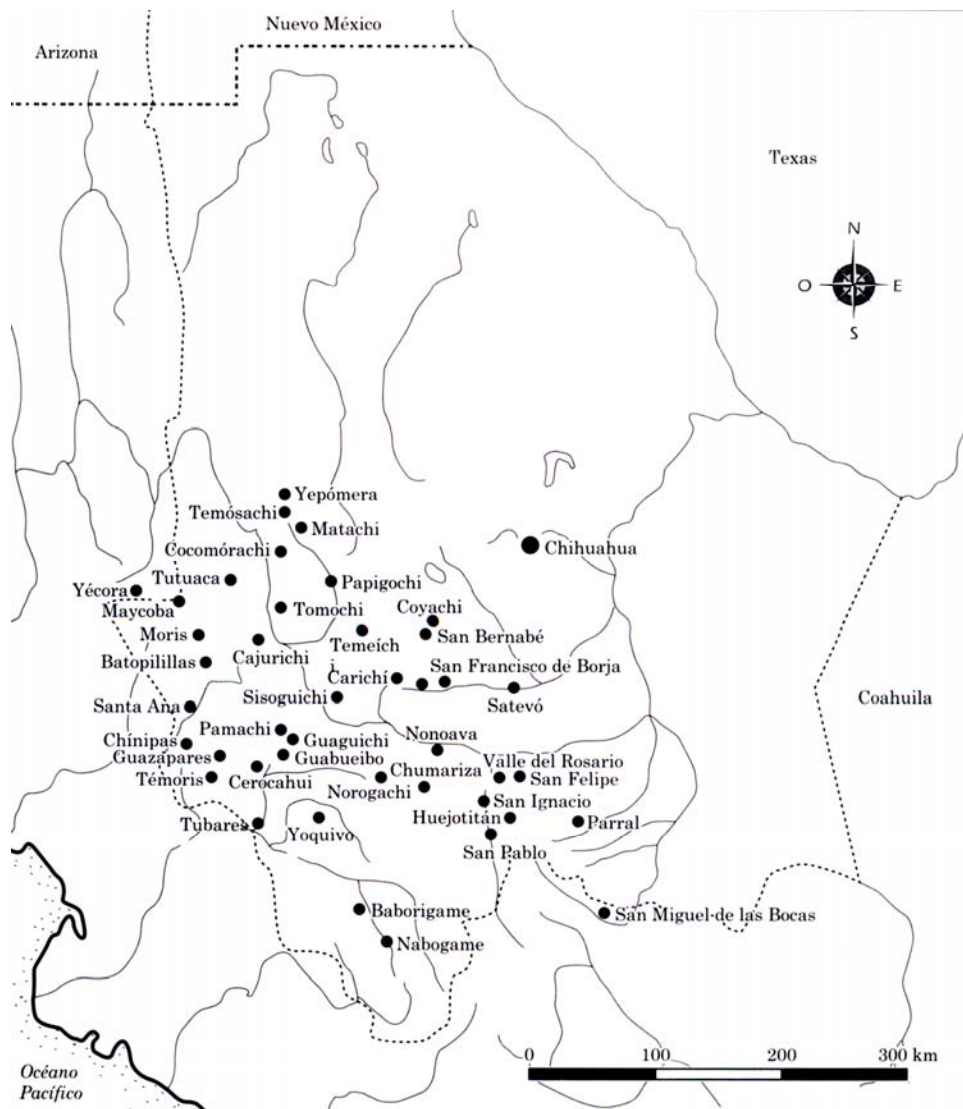 Nuevo México
Arizona
Texas
N
O
E
S
Yepómera
Temósachi
Matachi
Chihuahua
Cocomórachi
Tutuaca
Papigochi
Yécora
Maycoba
Tomochi
Coyachi
Moris
San Bernabé
Temeíchi
Cajurichi
Batopilillas
San Francisco de Borja
Carichí
Sisoguichi
Satevó
Coahuila
Santa Ana
Pamachi
Guaguichi
Nonoava
Chínipas
Guazapares
Guabueibo
Valle del Rosario
Témoris
Cerocahui
Chumariza
San Felipe
Norogachi
San Ignacio
Huejotitán
Tubares
Yoquivo
Parral
San Pablo
Baborigame
San Miguel de las Bocas
Nabogame
0 100 200 300 km
Océano
Pacífico